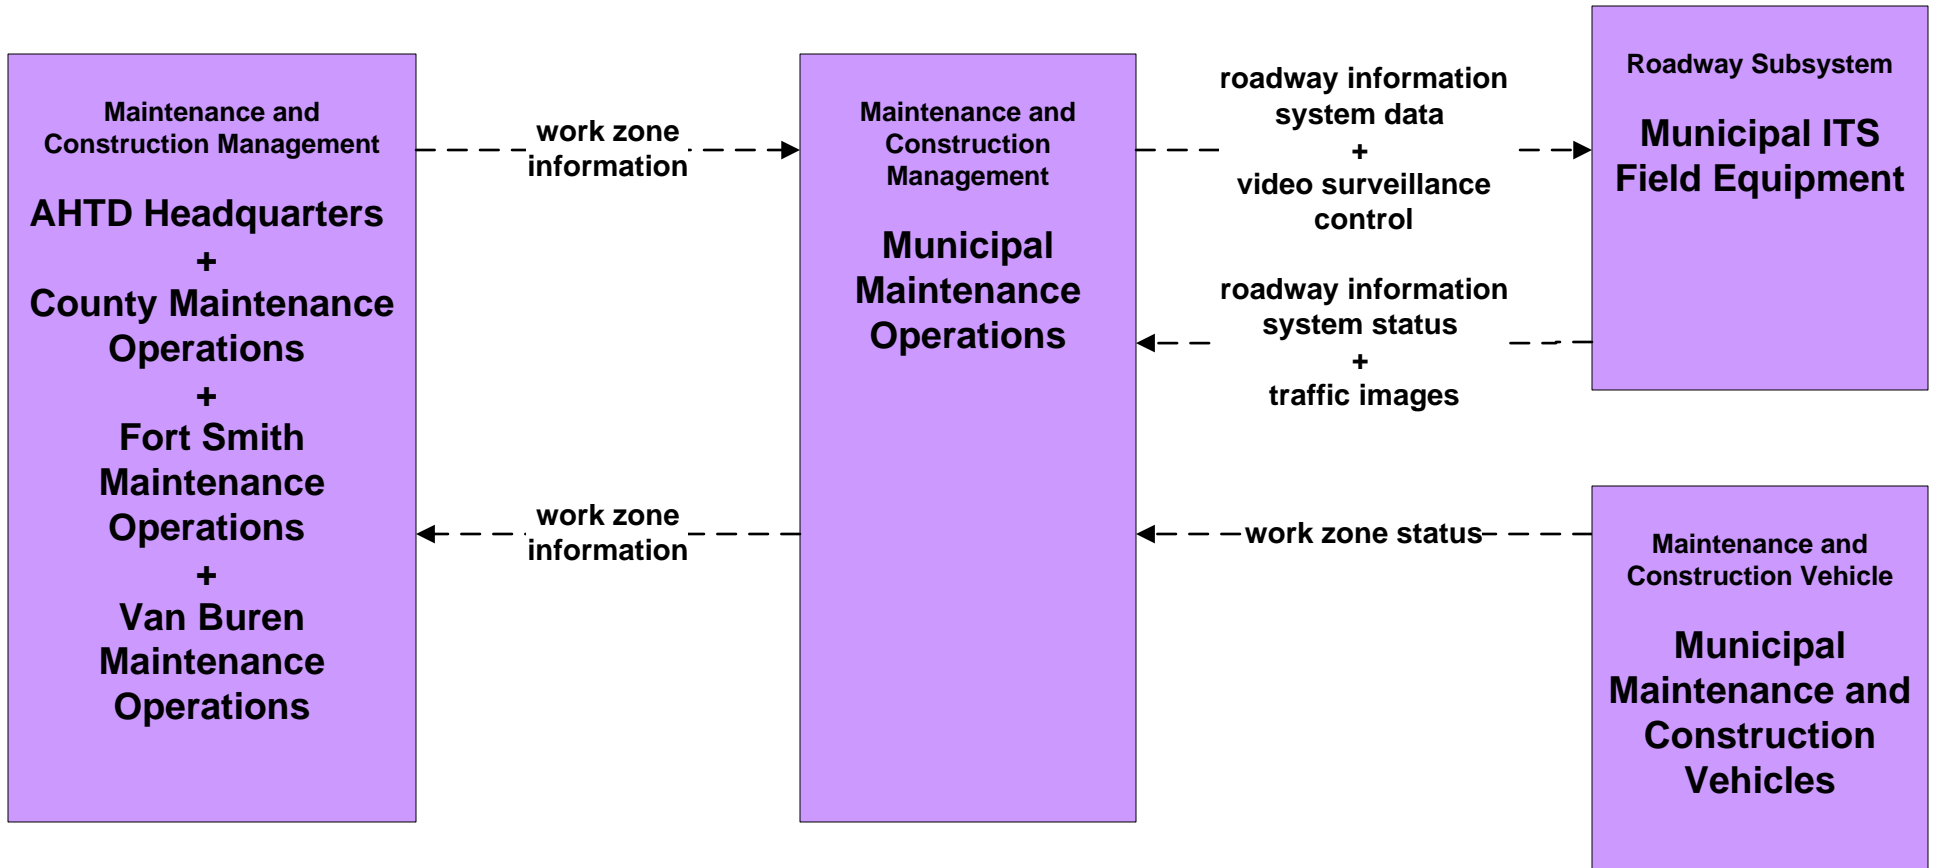 Maintenance and
Construction Management
AHTD Headquarters
+
County Maintenance
Operations
+
Fort Smith
Maintenance
Operations
+
Van Buren
Maintenance
Operations
work zone
information
work zone
information
Maintenance and
Construction
Management
Municipal
Maintenance
Operations
roadway information
system data
+
video surveillance
control
roadway information
system status
+
traffic images
work zone status
Roadway Subsystem
Municipal ITS
Field Equipment
Maintenance and
Construction Vehicle
Municipal
Maintenance and
Construction
Vehicles